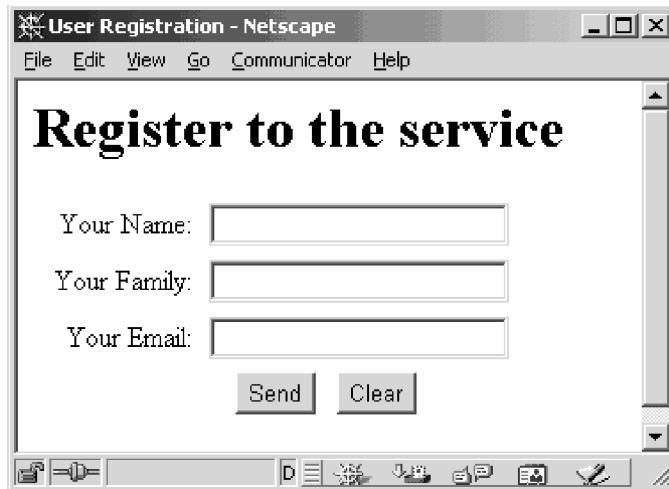 User Registration - Netscape
File Edit View Go Communicator Help
Register to the service
Your Name:
Your Family:
Your Email:
Send Clear
D